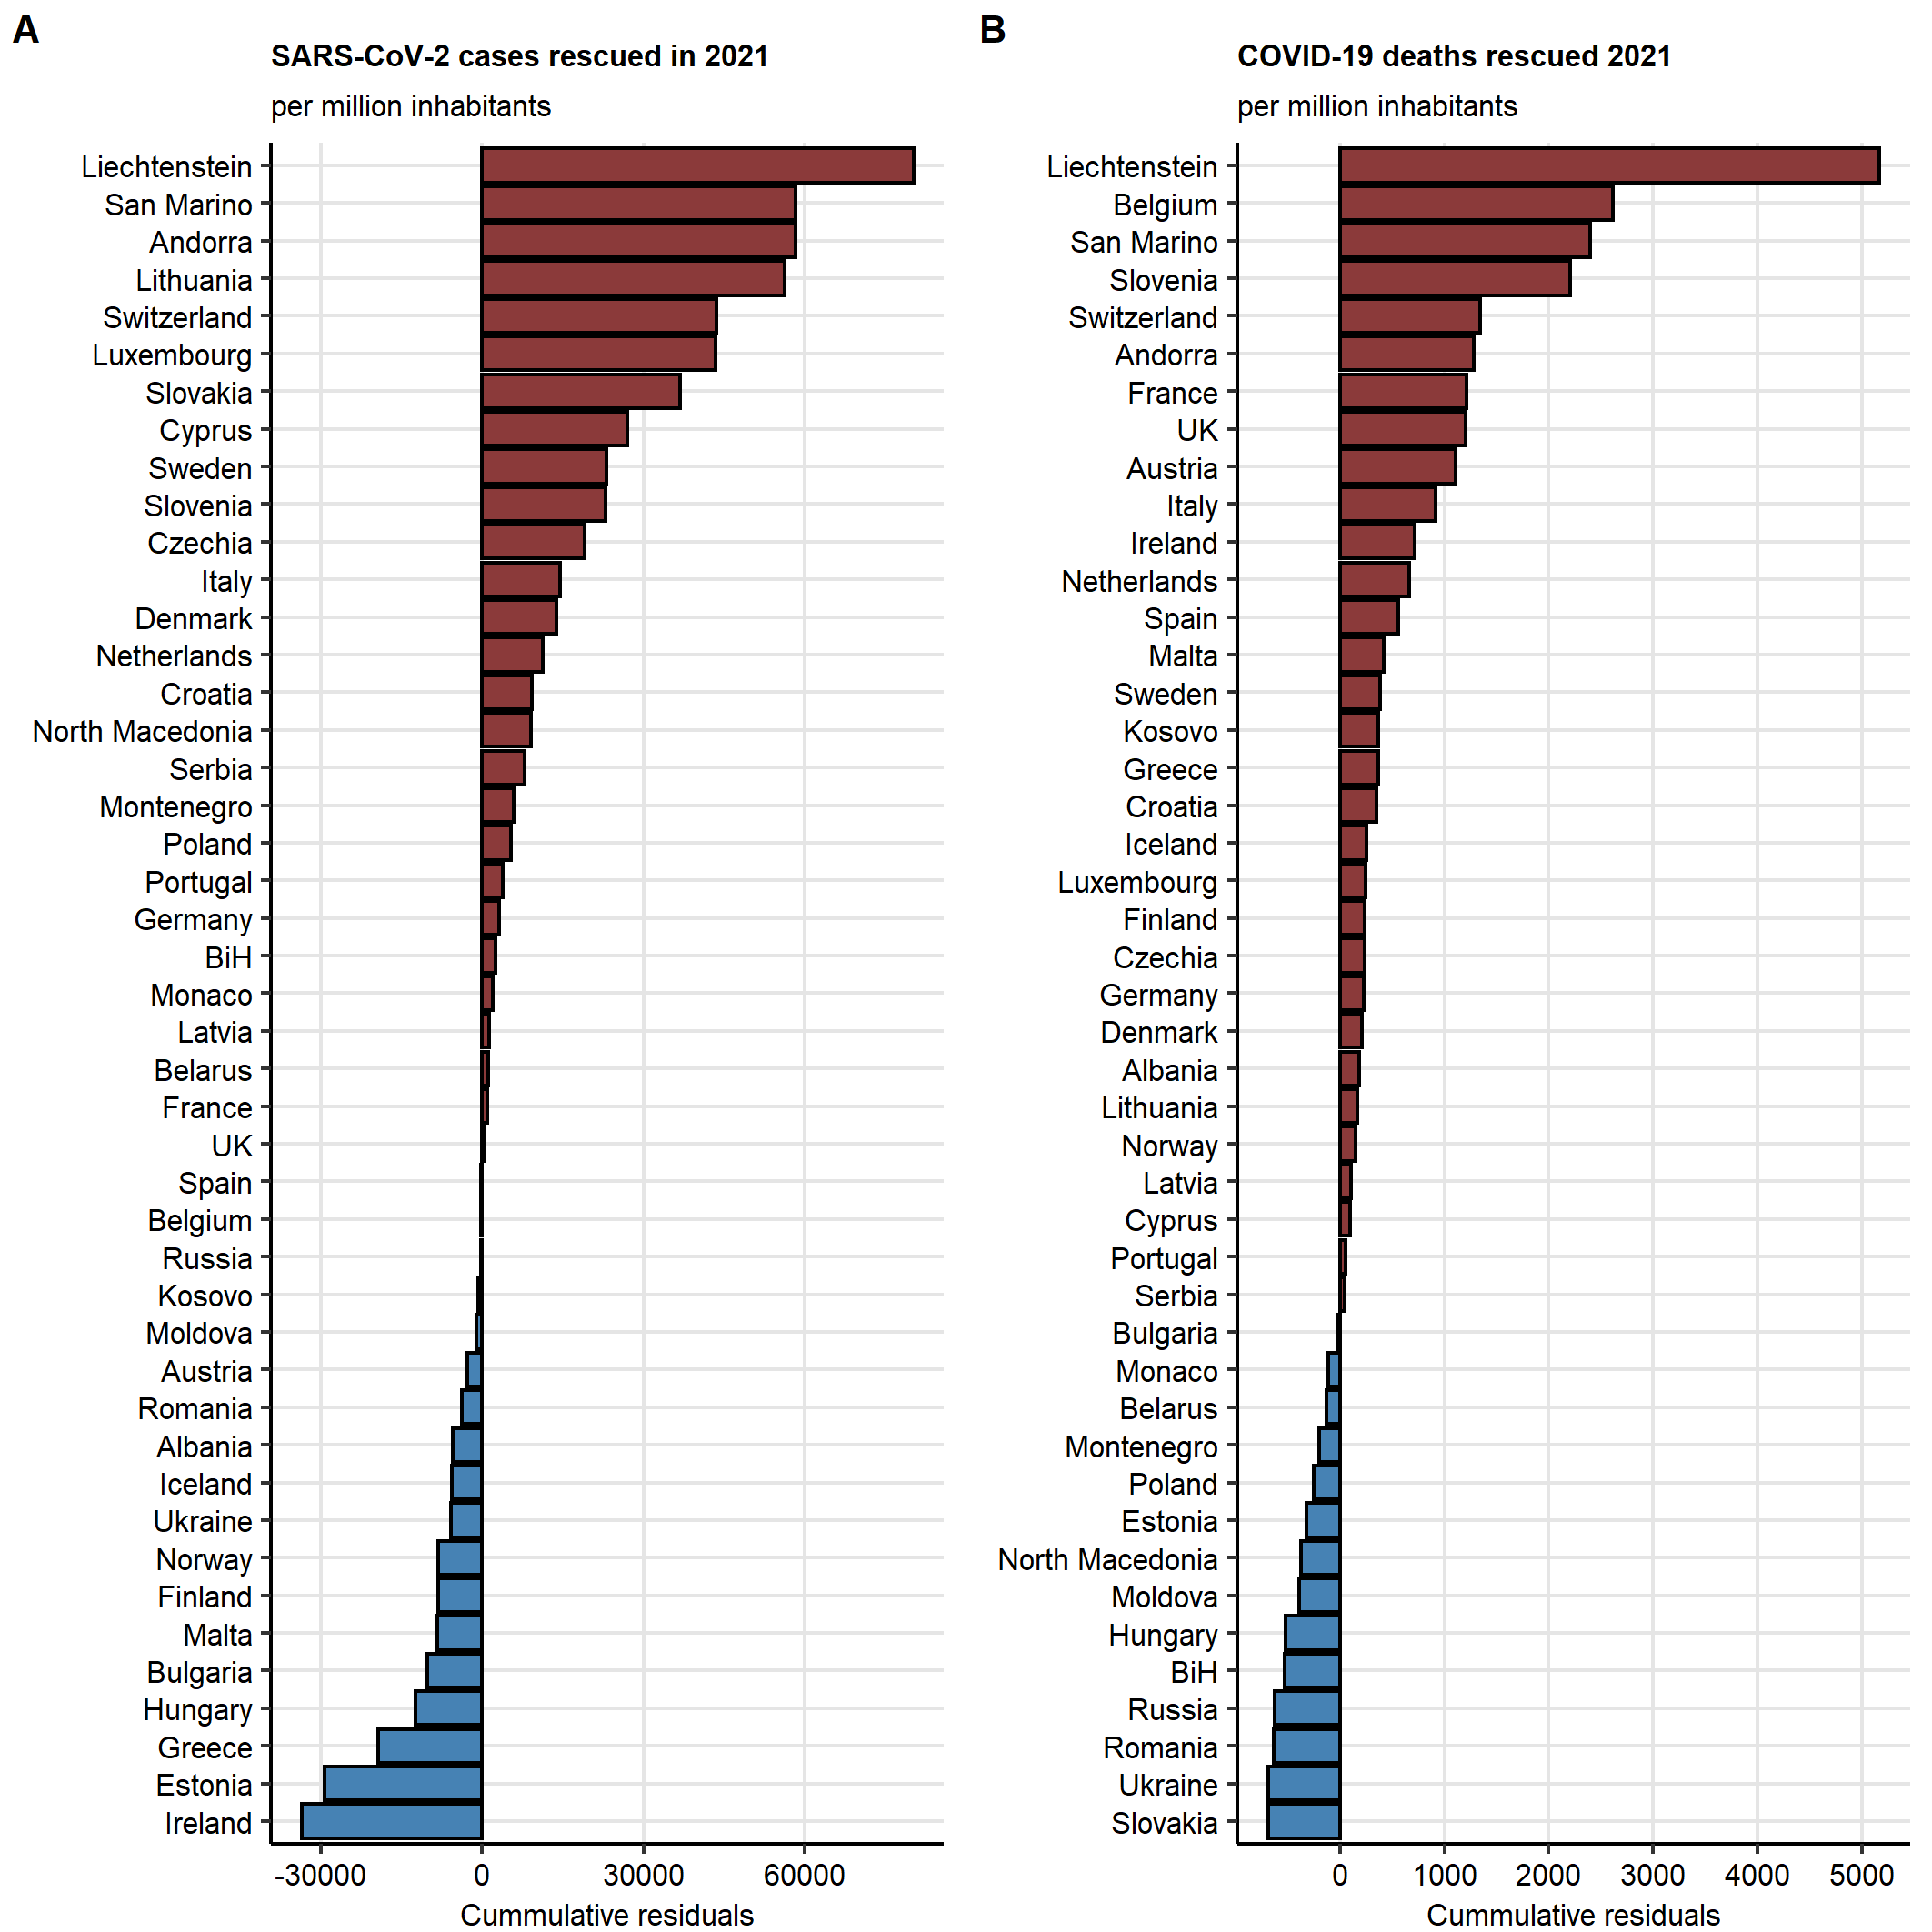 A
SARS-CoV-2 cases rescued in 2021
per million inhabitants
Liechtenstein
San Marino
Andorra
Lithuania
Switzerland
Luxembourg
Slovakia
Cyprus
Sweden
Slovenia
Czechia
Italy
Denmark
Netherlands
Croatia
North Macedonia
Serbia
Montenegro
Poland
Portugal
Germany
BiH
Monaco
Latvia
Belarus
France
UK
Spain
Belgium
Russia
Kosovo
Moldova
Austria
Romania
Albania
Iceland
Ukraine
Norway
Finland
Malta
Bulgaria
Hungary
Greece
Estonia
Ireland
-30000 0 30000 60000
Cummulative residuals
B
COVID-19 deaths rescued 2021
per million inhabitants
Liechtenstein
Belgium
San Marino
Slovenia
Switzerland
Andorra
France
UK
Austria
Italy
Ireland
Netherlands
Spain
Malta
Sweden
Kosovo
Greece
Croatia
Iceland
Luxembourg
Finland
Czechia
Germany
Denmark
Albania
Lithuania
Norway
Latvia
Cyprus
Portugal
Serbia
Bulgaria
Monaco
Belarus
Montenegro
Poland
Estonia
North Macedonia
Moldova
Hungary
BiH
Russia
Romania
Ukraine
Slovakia
0 1000 2000 3000 4000 5000
Cummulative residuals